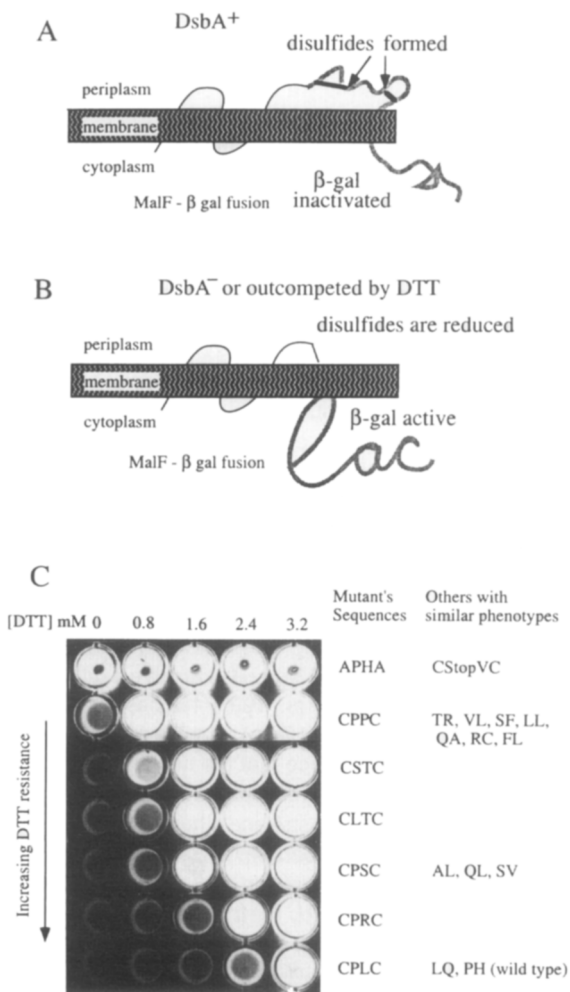 A
DsbA+
disulfides formed
periplasm
membrane
cytoplasm
MalF - β gal fusion
β-gal
inactivated
B
DsbA⁻ or outcompeted by DTT
disulfides are reduced
periplasm
membrane
cytoplasm
β-gal active
MalF - β gal fusion
lac
C
[DTT] mM 0 0.8 1.6 2.4 3.2
Mutant's
Sequences
Others with
similar phenotypes
Increasing DTT resistance
APHA CStopVC
CPPC TR, VL, SF, LL,
QA, RC, FL
CSTC
CLTC
CPSC AL, QL, SV
CPRC
CPLC LQ, PH (wild type)